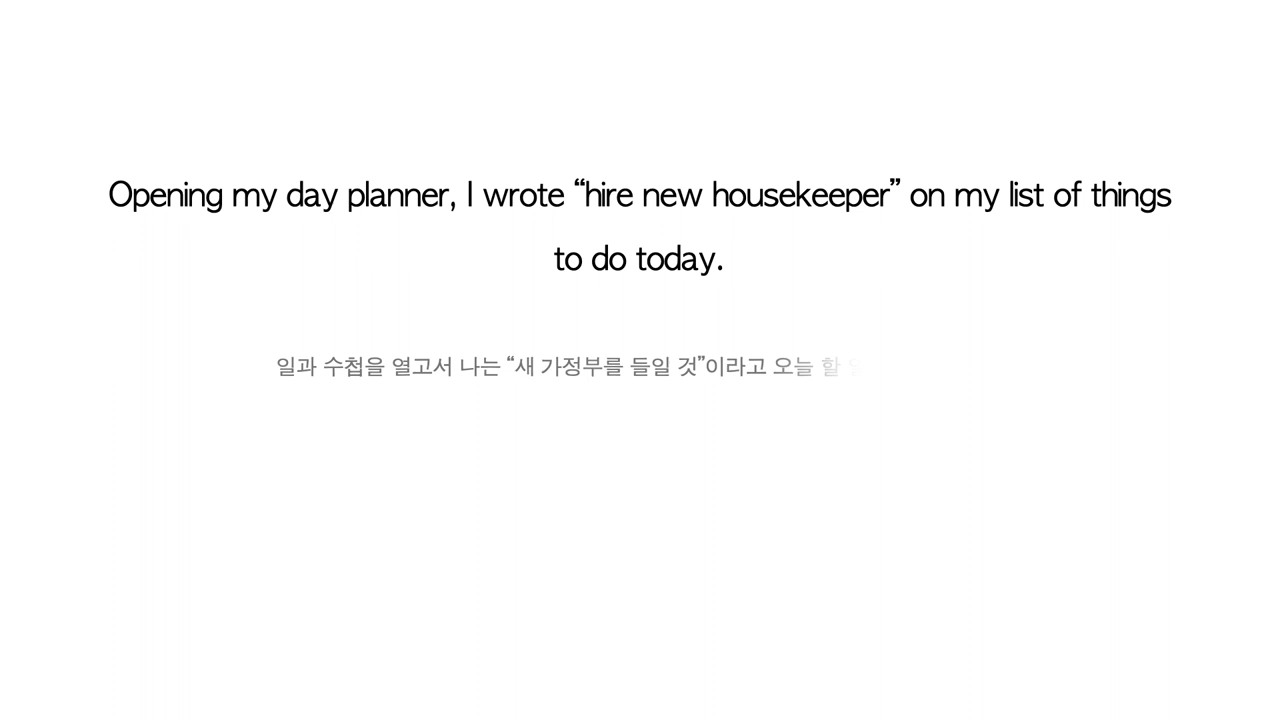 Opening my day planner, I wrote “hire new housekeeper” on my list of things
to do today.
일과 수첩을 열고서 나는 “새 가정부를 들일 것”이라고 오늘 할